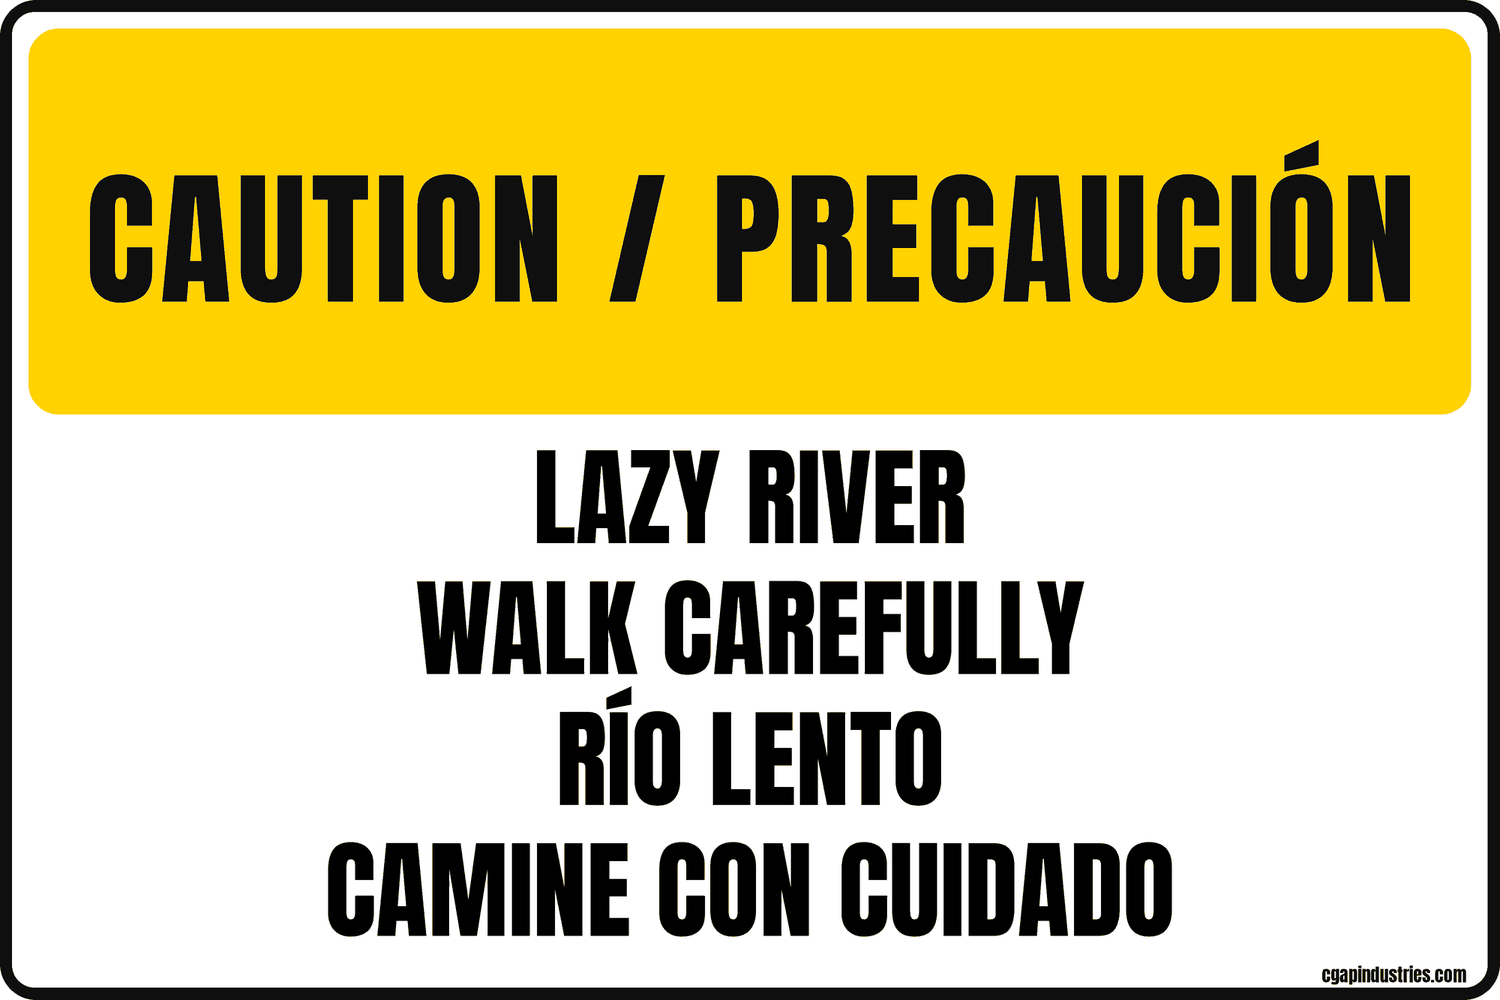 CAUTION / PRECAUCIÓN
LAZY RIVER
WALK CAREFULLY
RÍO LENTO
CAMINE CON CUIDADO
cgapindustries.com